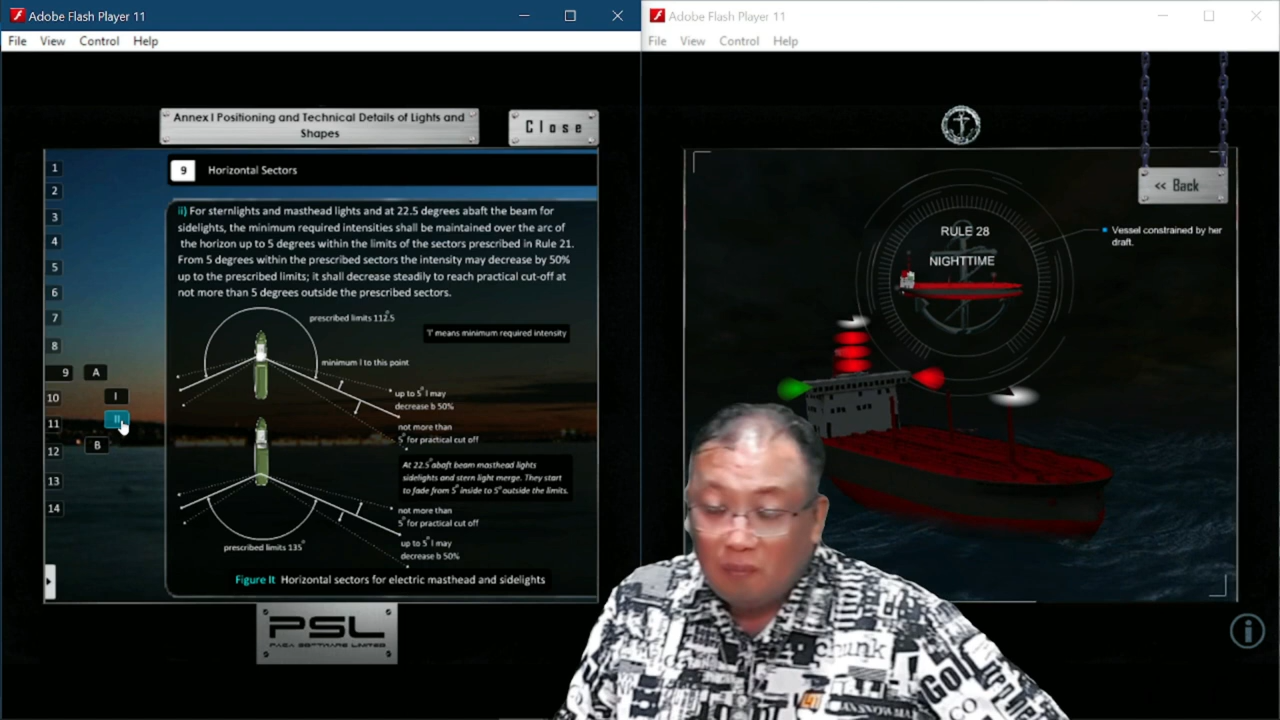 Adobe Flash Player 11
File View Control Help
Annex I Positioning and Technical Details of Lights and
Shapes
Close
1
2
3
4
5
6
7
8
9 A
10 I
11 II
12 B
13
14
9 Horizontal Sectors
ii) For sternlights and masthead lights and at 22.5 degrees abaft the beam for
sidelights, the minimum required intensities shall be maintained over the arc of
the horizon up to 5 degrees within the limits of the sectors prescribed in Rule 21.
From 5 degrees within the prescribed sectors the intensity may decrease by 50%
up to the prescribed limits; it shall decrease steadily to reach practical cut-off at
not more than 5 degrees outside the prescribed sectors.
prescribed limits 112.5
'I' means minimum required intensity
minimum I to this point
up to 5° I may
decrease b 50%
not more than
5° for practical cut off
At 22.5° abaft beam masthead lights
sidelights and stern light merge. They start
to fade from 5° inside to 5° outside the limits.
not more than
5° for practical cut off
up to 5° I may
decrease b 50%
prescribed limits 135°
Figure It Horizontal sectors for electric masthead and sidelights
PSL
PASA SOFTWARE LIMITED
Adobe Flash Player 11
File View Control Help
<< Back
RULE 28
NIGHTTIME
Vessel constrained by her
draft.
chunk
Got
CO